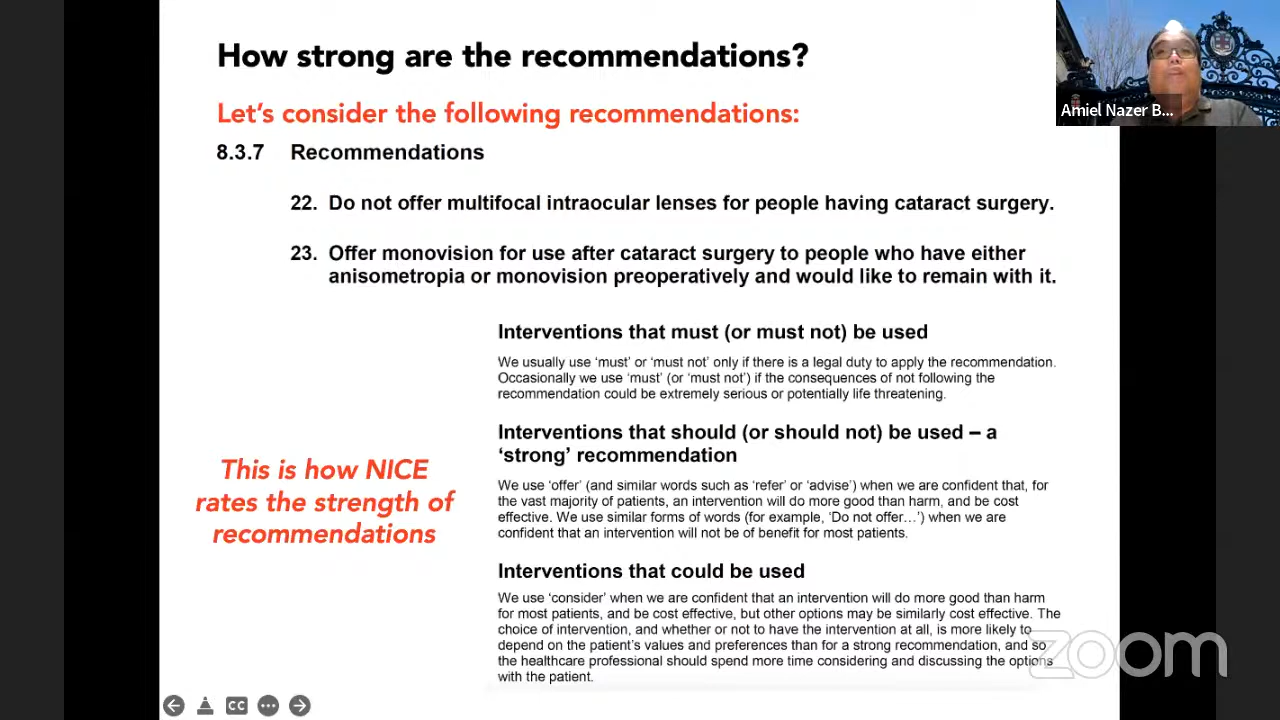 How strong are the recommendations?
Let's consider the following recommendations:
8.3.7 Recommendations
22. Do not offer multifocal intraocular lenses for people having cataract surgery.
23. Offer monovision for use after cataract surgery to people who have either
anisometropia or monovision preoperatively and would like to remain with it.
Interventions that must (or must not) be used
We usually use 'must' or 'must not' only if there is a legal duty to apply the recommendation.
Occasionally we use 'must' (or 'must not') if the consequences of not following the
recommendation could be extremely serious or potentially life threatening.
Interventions that should (or should not) be used – a
'strong' recommendation
We use 'offer' (and similar words such as 'refer' or 'advise') when we are confident that, for
the vast majority of patients, an intervention will do more good than harm, and be cost
effective. We use similar forms of words (for example, 'Do not offer…') when we are
confident that an intervention will not be of benefit for most patients.
Interventions that could be used
We use 'consider' when we are confident that an intervention will do more good than harm
for most patients, and be cost effective, but other options may be similarly cost effective. The
choice of intervention, and whether or not to have the intervention at all, is more likely to
depend on the patient's values and preferences than for a strong recommendation, and so
the healthcare professional should spend more time considering and discussing the options
with the patient.
This is how NICE
rates the strength of
recommendations
Amiel Nazer B...
CC
zoom